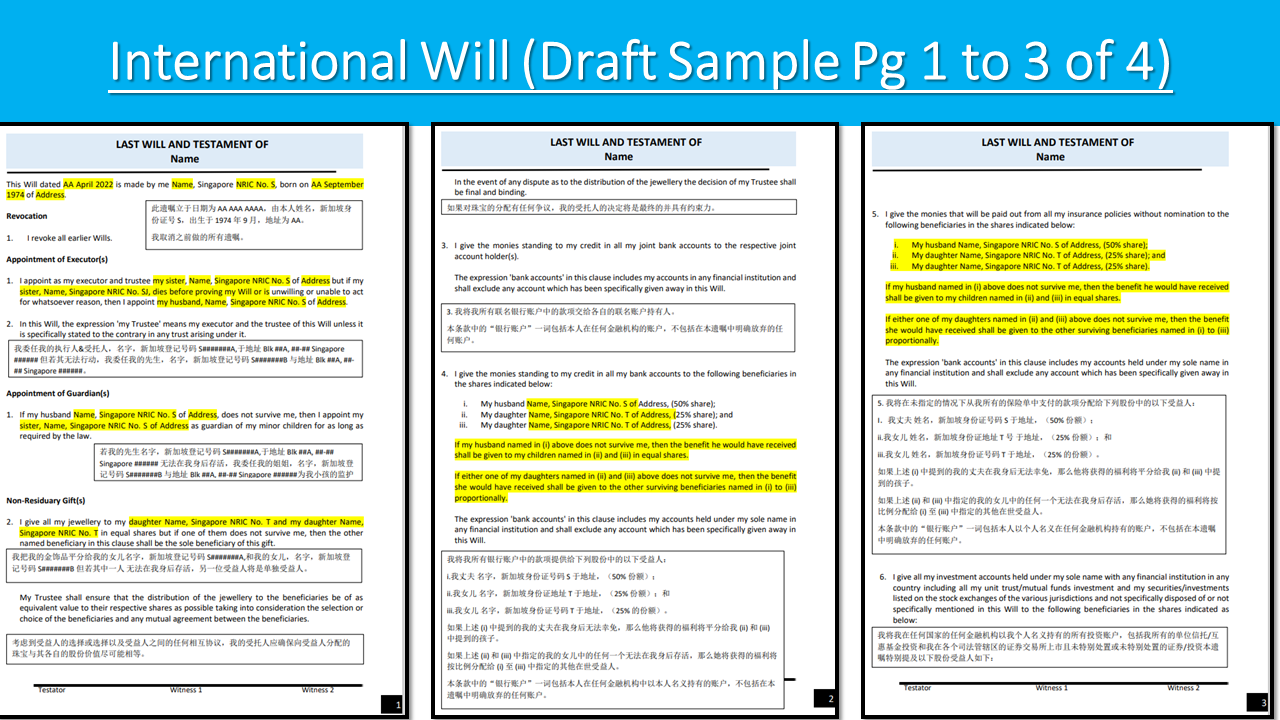 International Will (Draft Sample Pg 1 to 3 of 4)
LAST WILL AND TESTAMENT OF
Name
This Will dated AA April 2022 is made by me Name, Singapore NRIC No. S, born on AA September
1974 of Address.
此遗嘱立于日期为 AA AAA AAAA，由本人姓名，新加坡身
份证号 S，出生于 1974 年 9 月，地址为 AA。
我取消之前做的所有遗嘱。
Revocation
1. I revoke all earlier Wills.
Appointment of Executor(s)
1. I appoint as my executor and trustee my sister, Name, Singapore NRIC No. S of Address but if my
sister, Name, Singapore NRIC No. SJ, dies before proving my Will or is unwilling or unable to act
for whatsoever reason, then I appoint my husband, Name, Singapore NRIC No. S of Address.
2. In this Will, the expression 'my Trustee' means my executor and the trustee of this Will unless it
is specifically stated to the contrary in any trust arising under it.
我委任我的执行人&受托人，名字，新加坡登记号码 S#######A,于地址 Blk ##A, ##-## Singapore
###### 但若其无法行动，我委任我的先生，名字，新加坡登记号码 S#######B 与地址 Blk ##A, ##-
## Singapore ######。
Appointment of Guardian(s)
1. If my husband Name, Singapore NRIC No. S of Address, does not survive me, then I appoint my
sister, Name, Singapore NRIC No. S of Address as guardian of my minor children for as long as
required by the law.
若我的先生名字，新加坡登记号码 S#######A,于地址 Blk ##A, ##-##
Singapore ###### 无法在我身后存活，我委任我的姐姐，名字，新加坡登
记号码 S#######B 与地址 Blk ##A, ##-## Singapore ######为我小孩的监护
Non-Residuary Gift(s)
2. I give all my jewellery to my daughter Name, Singapore NRIC No. T and my daughter Name,
Singapore NRIC No. T in equal shares but if one of them does not survive me, then the other
named beneficiary in this clause shall be the sole beneficiary of this gift.
我把我的金饰品平分给我的女儿名字，新加坡登记号码 S#######A,和我的女儿，名字，新加坡登
记号码 S#######B 但若其中一人 无法在我身后存活，另一位受益人将是单独受益人。
My Trustee shall ensure that the distribution of the jewellery to the beneficiaries be of as
equivalent value to their respective shares as possible taking into consideration the selection or
choice of the beneficiaries and any mutual agreement between the beneficiaries.
考虑到受益人的选择或选择以及受益人之间的任何相互协议，我的受托人应确保向受益人分配的
珠宝与其各自的股份价值尽可能相等。
Testator Witness 1 Witness 2
1
LAST WILL AND TESTAMENT OF
Name
In the event of any dispute as to the distribution of the jewellery the decision of my Trustee shall
be final and binding.
如果对珠宝的分配有任何争议，我的受托人的决定将是最终的并具有约束力。
3. I give the monies standing to my credit in all my joint bank accounts to the respective joint
account holder(s).
The expression 'bank accounts' in this clause includes my accounts in any financial institution and
shall exclude any account which has been specifically given away in this Will.
3. 我将我所有联名银行账户中的款项交给各自的联名账户持有人。
本条款中的“银行账户”一词包括本人在任何金融机构的账户，不包括在本遗嘱中明确放弃的任
何账户。
4. I give the monies standing to my credit in all my bank accounts to the following beneficiaries in
the shares indicated below:
i. My husband Name, Singapore NRIC No. S of Address, (50% share);
ii. My daughter Name, Singapore NRIC No. T of Address, (25% share); and
iii. My daughter Name, Singapore NRIC No. T of Address, (25% share).
If my husband named in (i) above does not survive me, then the benefit he would have received
shall be given to my children named in (ii) and (iii) in equal shares.
If either one of my daughters named in (ii) and (iii) above does not survive me, then the benefit
she would have received shall be given to the other surviving beneficiaries named in (i) to (iii)
proportionally.
The expression 'bank accounts' in this clause includes my accounts held under my sole name in
any financial institution and shall exclude any account which has been specifically given away in
this Will.
我将我所有银行账户中的款项提供给下列股份中的以下受益人：
i.我丈夫 名字，新加坡身份证号码 S 于地址，（50% 份额）；
ii.我女儿 名字，新加坡身份证号码 T 于地址，（25% 份额）；和
iii.我女儿 名字，新加坡身份证号码 T 于地址，（25% 的份额）。
如果上述 (i) 中提到的我的丈夫在我身后无法幸免，那么他将获得的福利将平分给我 (ii) 和 (iii)
中提到的孩子。
如果上述 (ii) 和 (iii) 中指定的我的女儿中的任何一个无法在我身后存活，那么她将获得的福利将
按比例分配给 (i) 至 (iii) 中指定的其他在世受益人。
本条款中的“银行账户”一词包括本人在任何金融机构中以本人名义持有的账户，不包括在本
遗嘱中明确放弃的任何账户。
2
LAST WILL AND TESTAMENT OF
Name
5. I give the monies that will be paid out from all my insurance policies without nomination to the
following beneficiaries in the shares indicated below:
i. My husband Name, Singapore NRIC No. S of Address, (50% share);
ii. My daughter Name, Singapore NRIC No. T of Address, (25% share); and
iii. My daughter Name, Singapore NRIC No. T of Address, (25% share).
If my husband named in (i) above does not survive me, then the benefit he would have received
shall be given to my children named in (ii) and (iii) in equal shares.
If either one of my daughters named in (ii) and (iii) above does not survive me, then the benefit
she would have received shall be given to the other surviving beneficiaries named in (i) to (iii)
proportionally.
The expression 'bank accounts' in this clause includes my accounts held under my sole name in
any financial institution and shall exclude any account which has been specifically given away in
this Will.
5. 我将在未指定的情况下从我所有的保险单中支付的款项分配给下列股份中的以下受益人：
I. 我丈夫 姓名，新加坡身份证号码 S 于地址，（50% 份额）；
ii.我女儿 姓名，新加坡身份证地址 T 号 于地址，（25% 份额）；和
iii.我女儿 姓名，新加坡身份证号码 T 于地址，（25% 的份额）。
如果上述 (i) 中提到的我的丈夫在我身后无法幸免，那么他将获得的福利将平分给我 (ii) 和 (iii) 中提
到的孩子。
如果上述 (ii) 和 (iii) 中指定的我的女儿中的任何一个无法在我身后存活，那么她将获得的福利将按
比例分配给 (i) 至 (iii) 中指定的其他在世受益人。
本条款中的“银行账户”一词包括本人以个人名义在任何金融机构持有的账户，不包括在本遗嘱
中明确放弃的任何账户。
6. I give all my investment accounts held under my sole name with any financial institution in any
country including all my unit trust/mutual funds investment and my securities/investments
listed on the stock exchanges of the various jurisdictions and not specifically disposed of or not
specifically mentioned in this Will to the following beneficiaries in the shares indicated as
below:
我将我在任何国家的任何金融机构以我个人名义持有的所有投资账户，包括我所有的单位信托/互
惠基金投资和我在各个司法管辖区的证券交易所上市且未特别处置或未特别处置的证券/投资本遗
嘱特别提及以下股份受益人如下:
Testator Witness 1 Witness 2
3